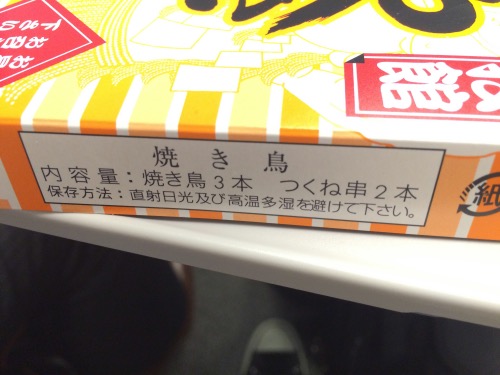 館
焼き鳥
内容量：焼き鳥３本　つくね串２本
保存方法：直射日光及び高温多湿を避けて下さい。
紙